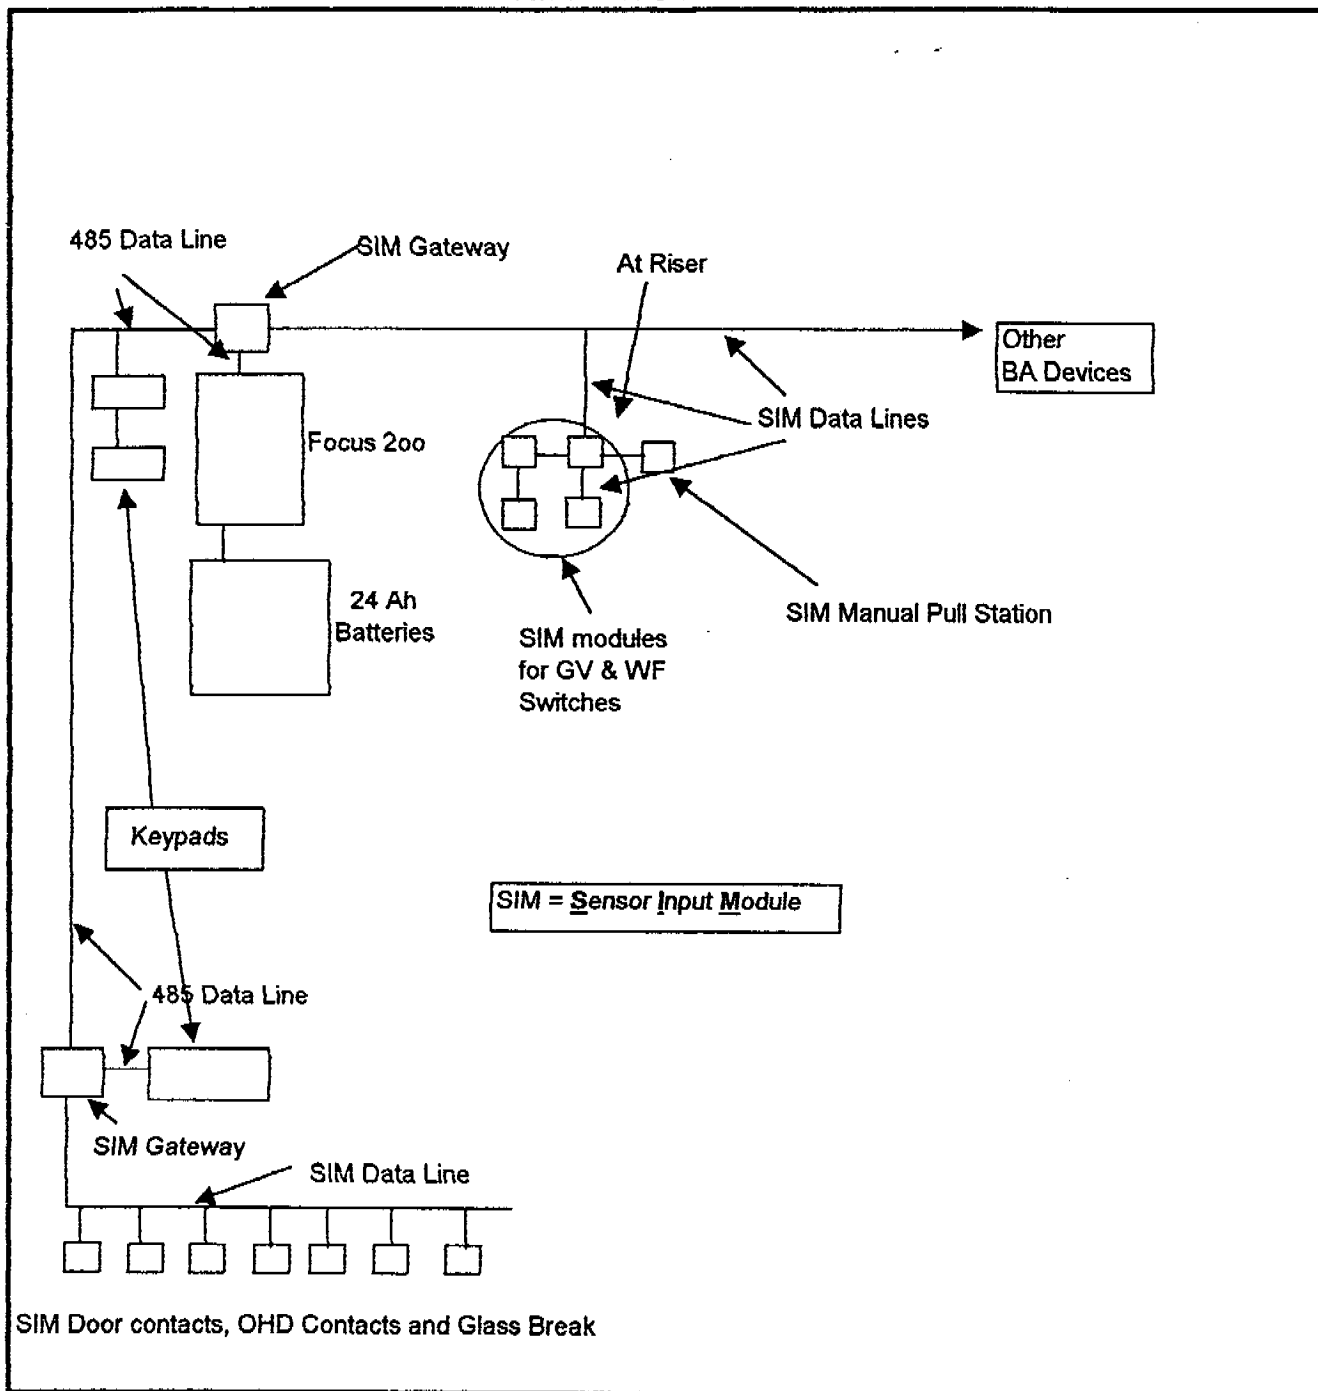 485 Data Line
SIM Gateway
At Riser
Other
BA Devices
SIM Data Lines
Focus 2oo
24 Ah
Batteries
SIM Manual Pull Station
SIM modules
for GV & WF
Switches
Keypads
SIM = Sensor Input Module
485 Data Line
SIM Gateway
SIM Data Line
SIM Door contacts, OHD Contacts and Glass Break